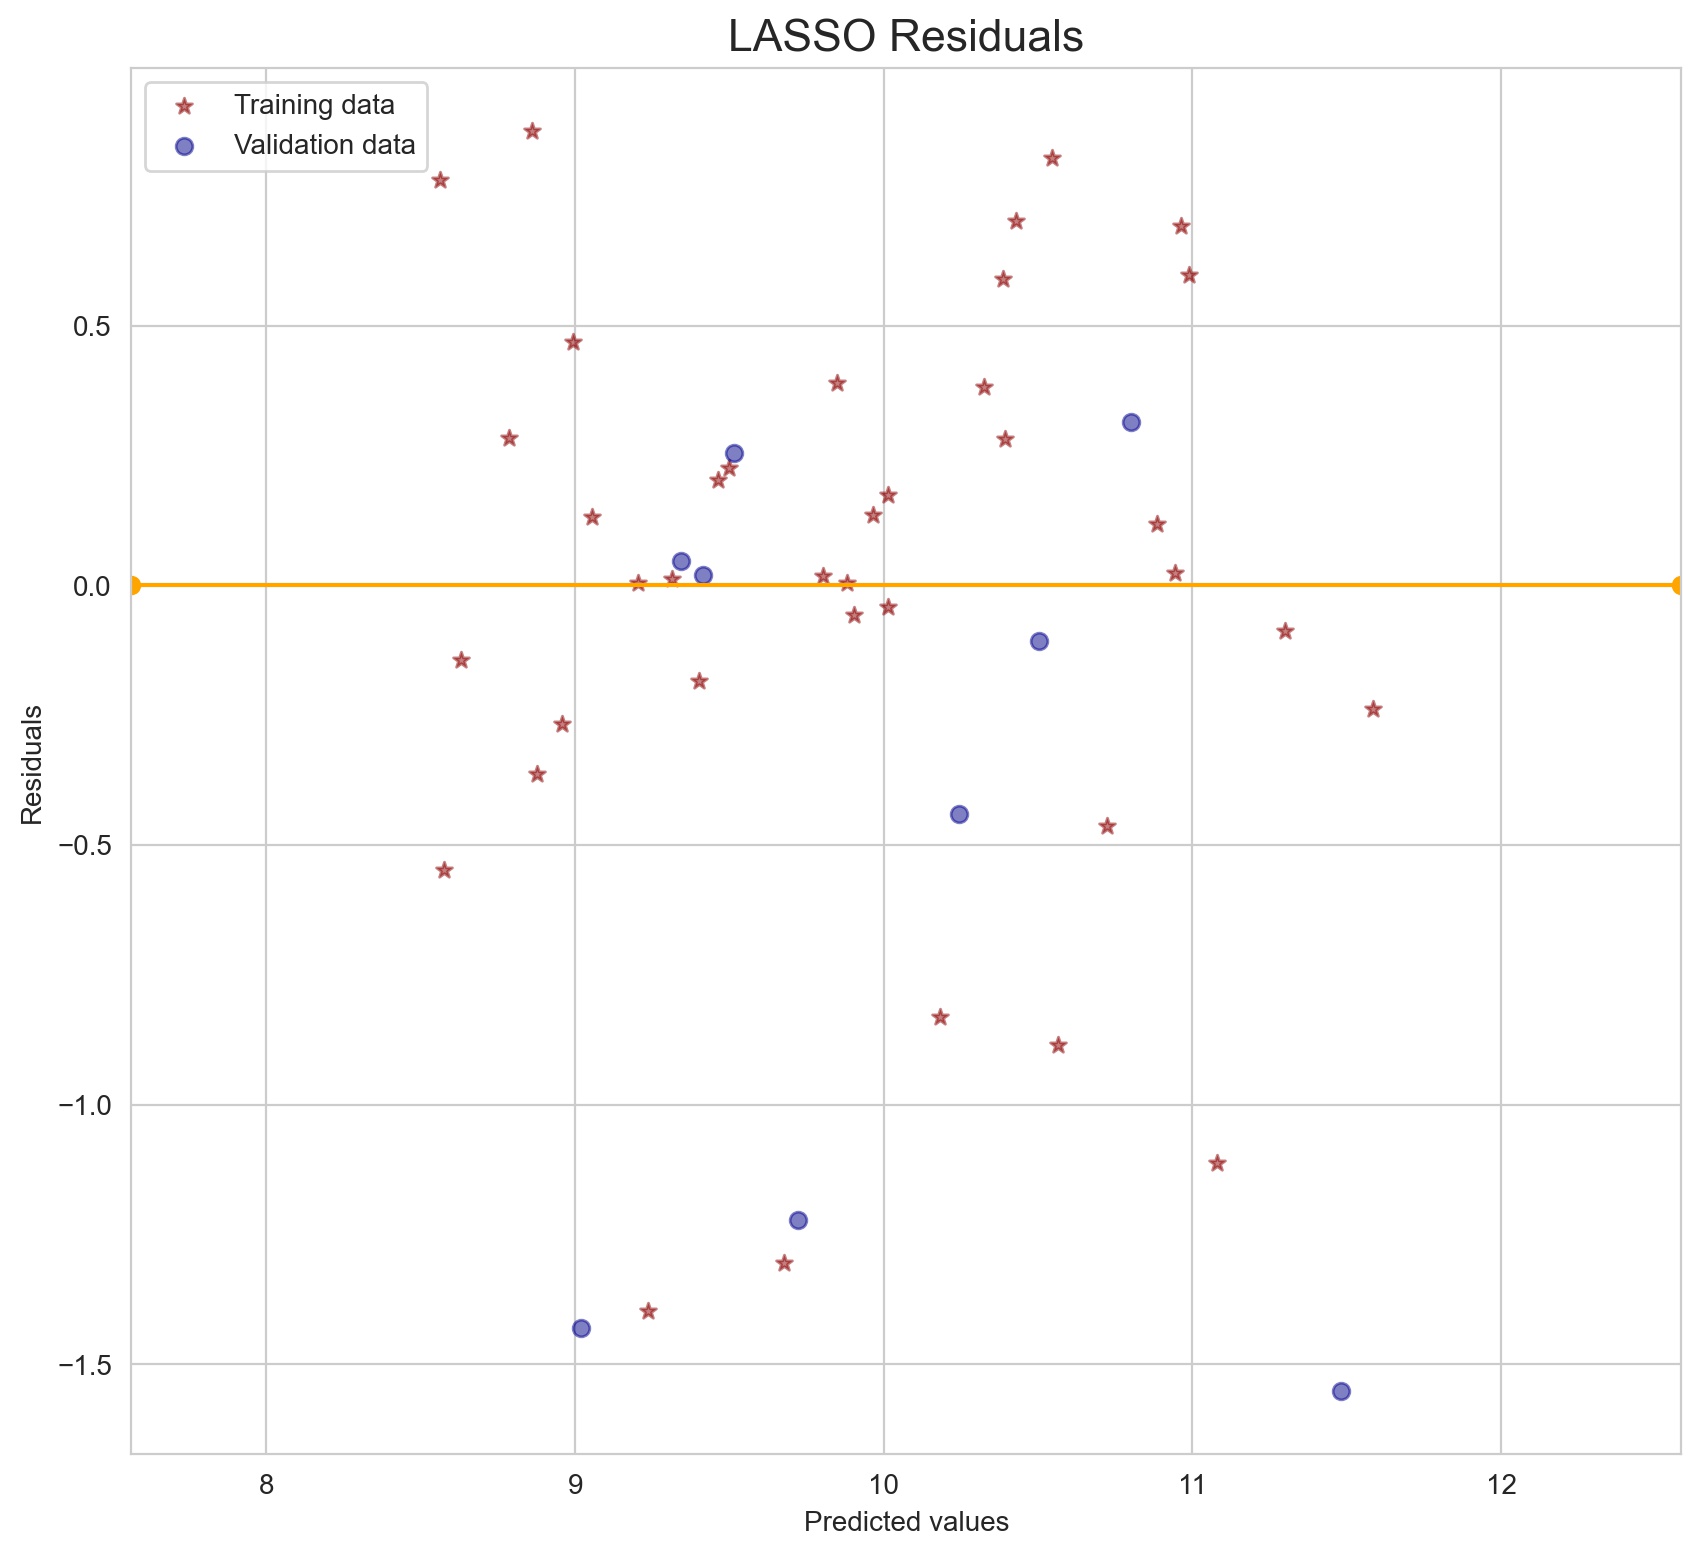 LASSO Residuals
Training data
Validation data
0.5
0.0
−0.5
−1.0
−1.5
Residuals
8 9 10 11 12
Predicted values